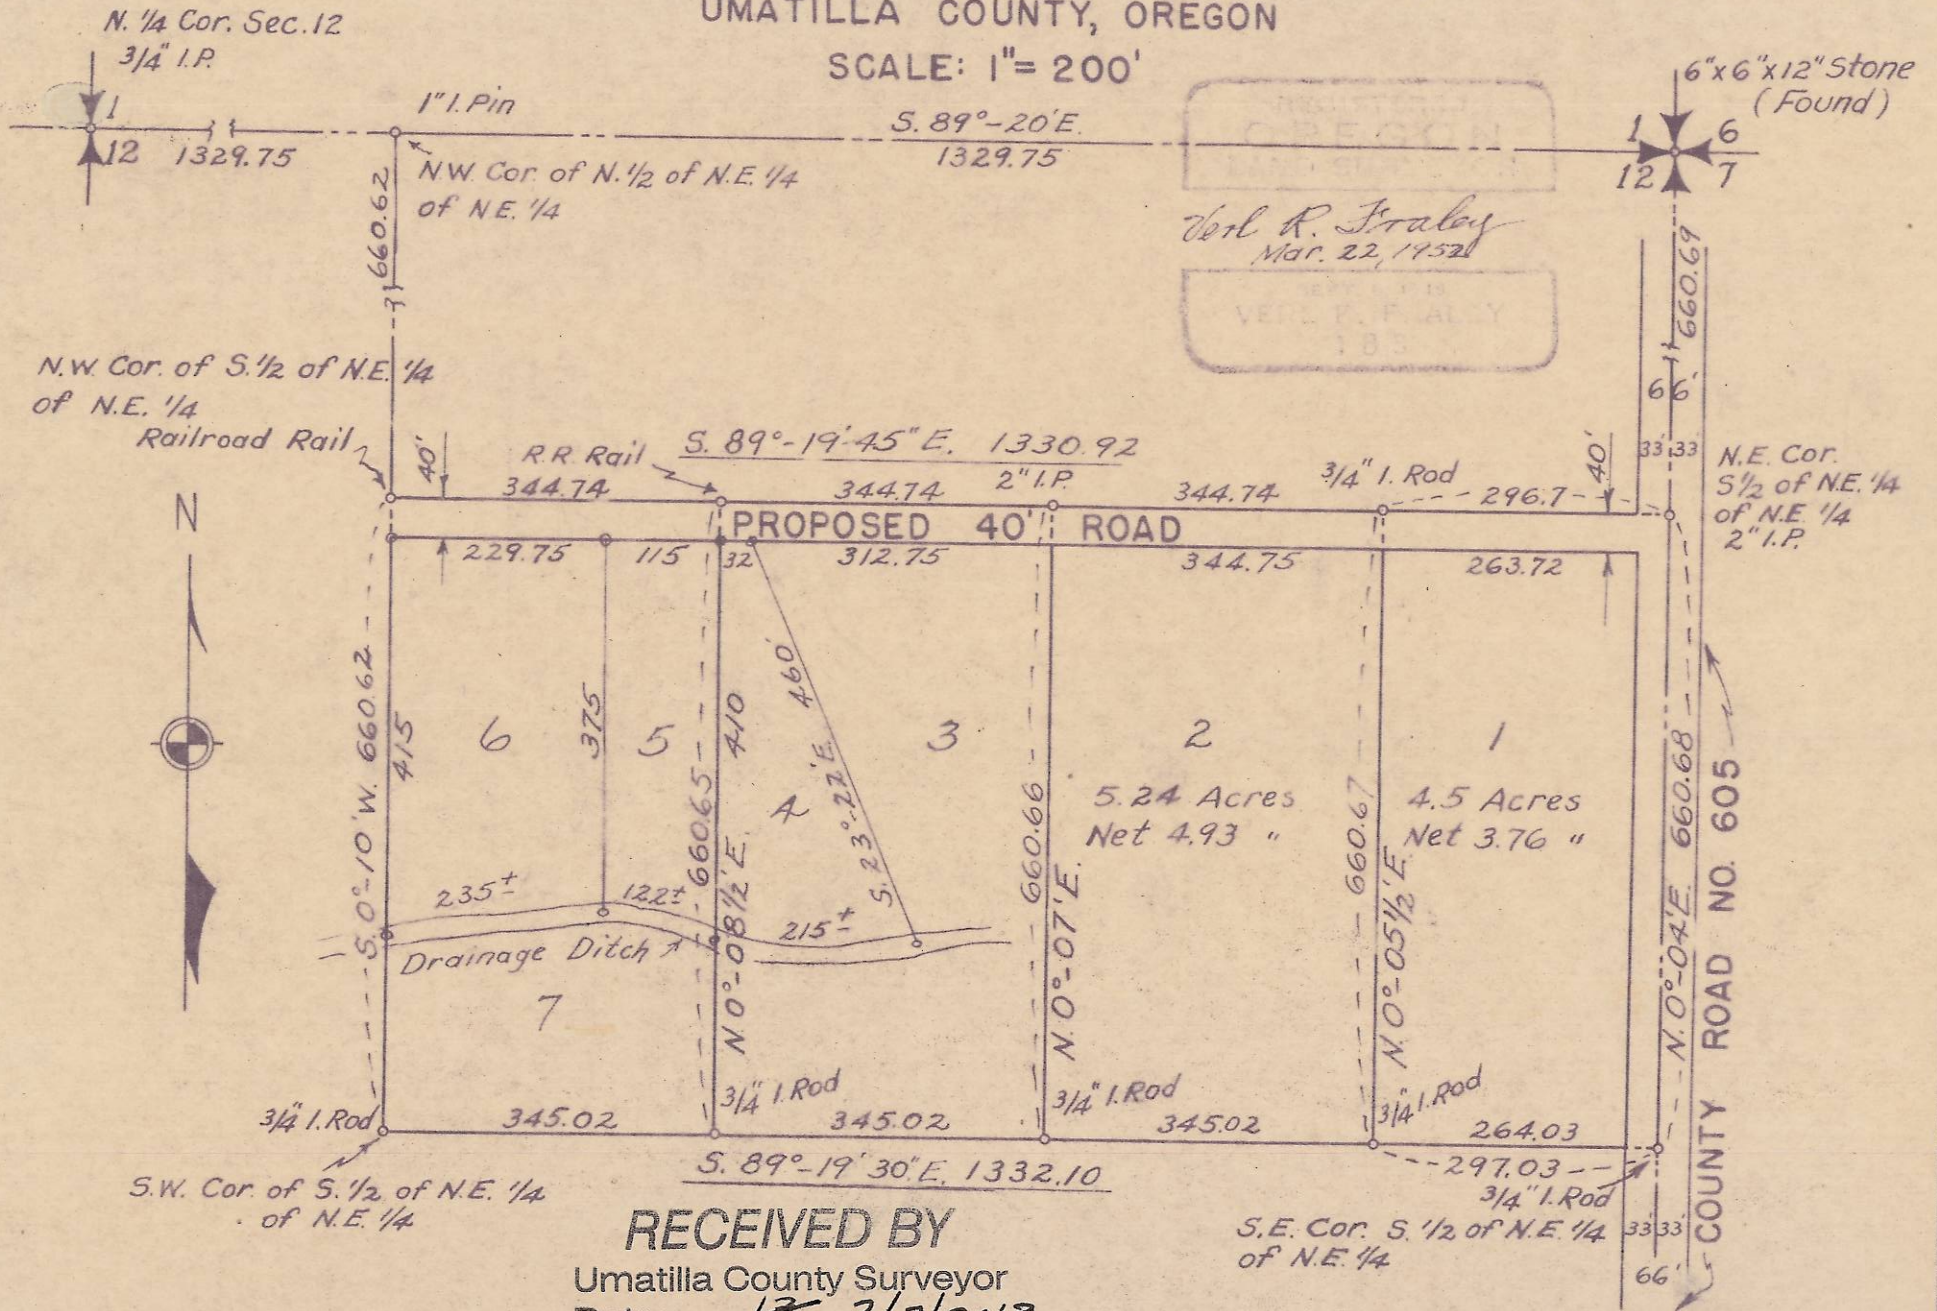 UMATILLA COUNTY, OREGON
SCALE: 1"= 200'
N. 1/4 Cor. Sec. 12
3/4" I.P.
1
12
1329.75
1" I. Pin
N.W. Cor. of N. 1/2 of N.E. 1/4
of N.E. 1/4
S. 89°-20'E.
1329.75
6"x6"x12" Stone
(Found)
1 6
12 7
OREGON
Verl R. Fraley
Mar. 22, 1952
VERL R. FRALEY
660.62
660.69
66'
33' 33
N.W. Cor. of S. 1/2 of N.E. 1/4
of N.E. 1/4
Railroad Rail
40'
R.R. Rail
S. 89°-19'-45" E. 1330.92
2" I.P.
3/4" I. Rod
40'
344.74
344.74
344.74
296.7
N.E. Cor.
S 1/2 of N.E. 1/4
of N.E. 1/4
2" I.P.
N
PROPOSED 40' ROAD
229.75
115
32
312.75
344.75
263.72
S. 0°-10' W. 660.62
415
6
375
5
660.65
410
N. 0°-08 1/2' E.
4
460'
S. 23°-22' E.
3
660.66
N. 0°-07' E.
2
5.24 Acres
Net 4.93 "
660.67
N. 0°-05 1/2' E.
1
4.5 Acres
Net 3.76 "
N. 0°-04' E. 660.68
COUNTY ROAD NO. 605
235±
122±
215±
Drainage Ditch
7
3/4" I. Rod
3/4" I. Rod
3/4" I. Rod
3/4" I. Rod
345.02
345.02
345.02
264.03
S. 89°-19' 30" E. 1332.10
297.03
3/4" I. Rod
S.W. Cor. of S. 1/2 of N.E. 1/4
of N.E. 1/4
S.E. Cor. S. 1/2 of N.E. 1/4
of N.E. 1/4
33' 33'
66'
RECEIVED BY
Umatilla County Surveyor